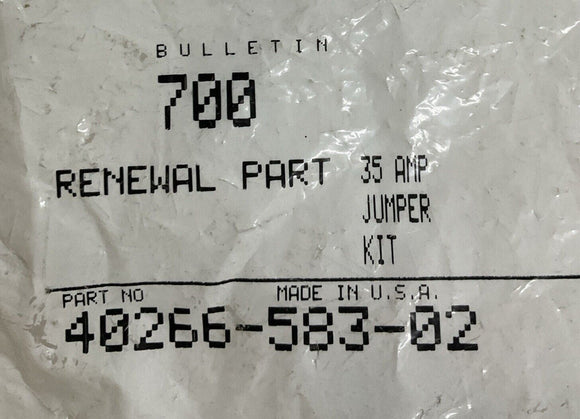 BULLETIN
700
RENEWAL PART 35 AMP
JUMPER
KIT
PART NO MADE IN U.S.A.
40266-583-02